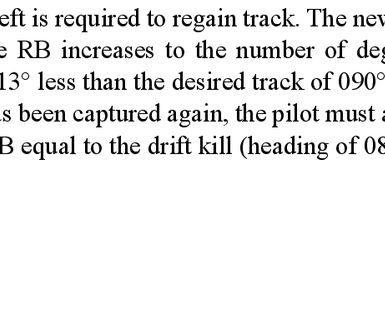 eft is required to regain track. The new
RB increases to the number of deg
13° less than the desired track of 090°
s been captured again, the pilot must a
B equal to the drift kill (heading of 08